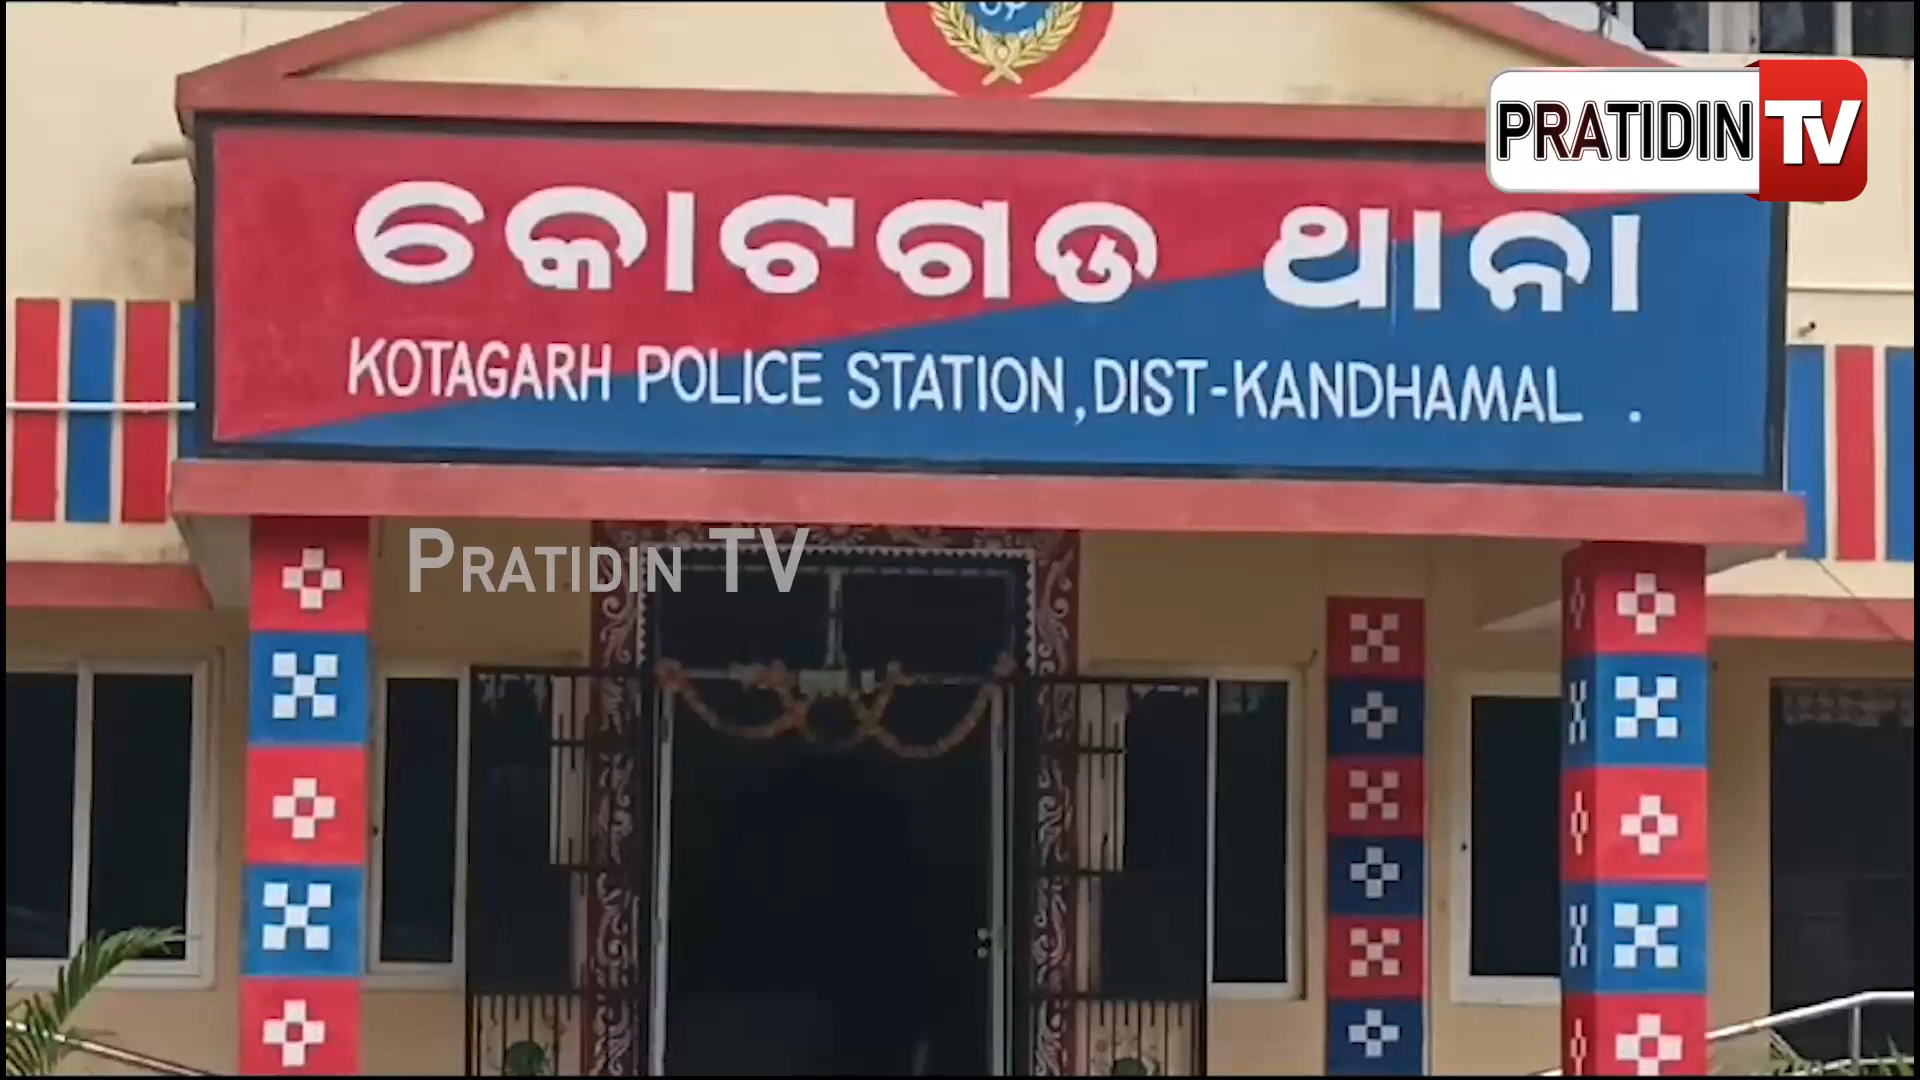 PRATIDIN TV
କୋଟଗଡ ଥାନା
KOTAGARH POLICE STATION, DIST-KANDHAMAL .
PRATIDIN TV